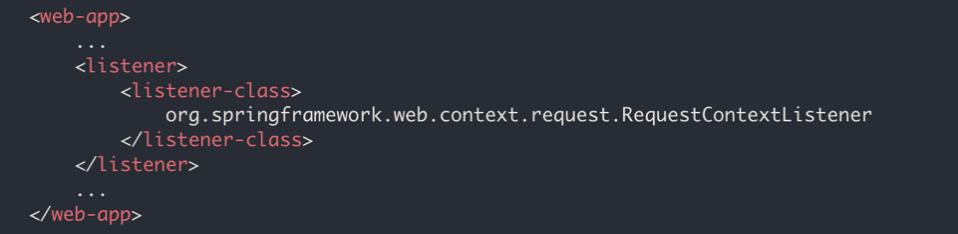 <web-app>
...
<listener>
<listener-class>
org.springframework.web.context.request.RequestContextListener
</listener-class>
</listener>
...
</web-app>